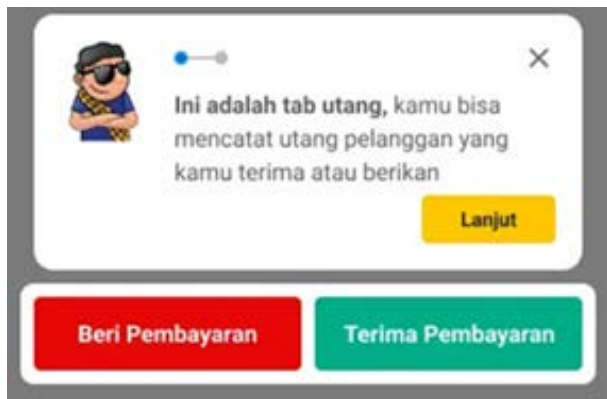 Ini adalah tab utang, kamu bisa
mencatat utang pelanggan yang
kamu terima atau berikan
Lanjut
Beri Pembayaran
Terima Pembayaran